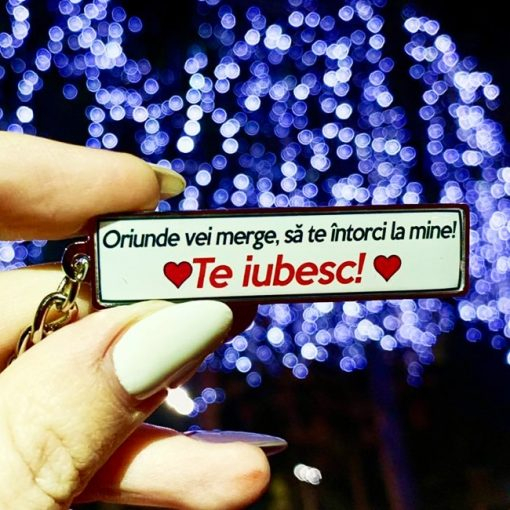 Oriunde vei merge, să te întorci la mine!
Te iubesc!